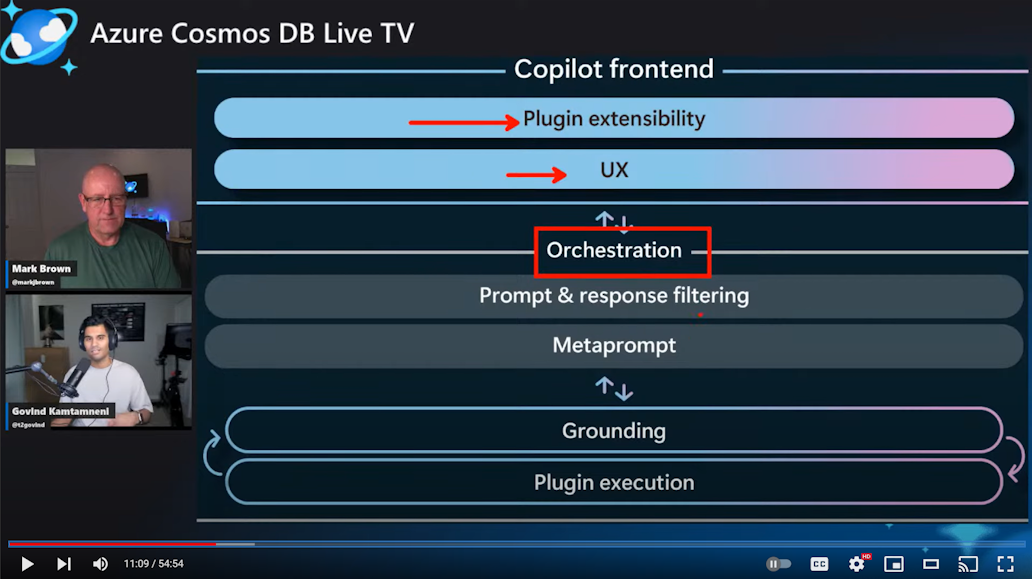 Azure Cosmos DB Live TV
Copilot frontend
Plugin extensibility
UX
Orchestration
Mark Brown
@markjbrown
Prompt & response filtering
Metaprompt
Govind Kamtamneni
@t2govind
Grounding
Plugin execution
11:09 / 54:54
CC
HD